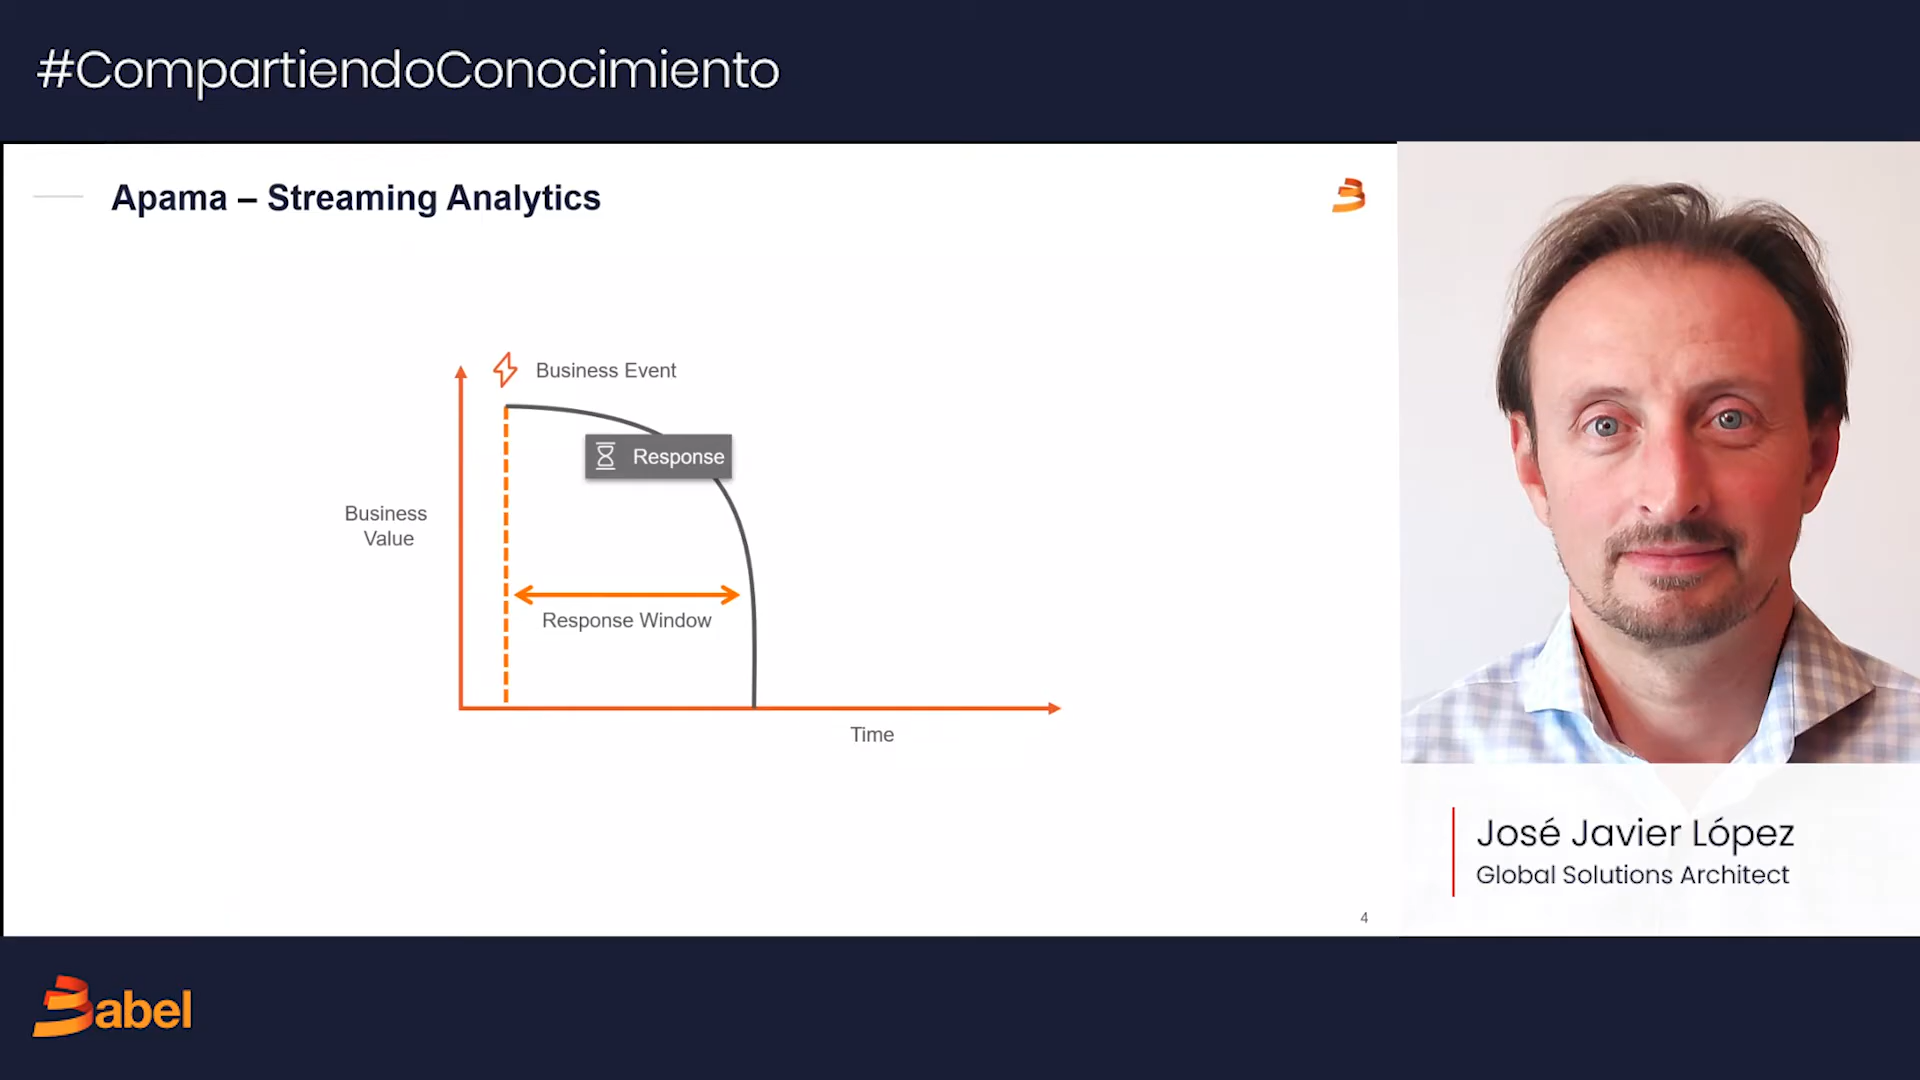 #CompartiendoConocimiento
Apama – Streaming Analytics
Business Event
Response
Business
Value
Response Window
Time
4
José Javier López
Global Solutions Architect
Babel